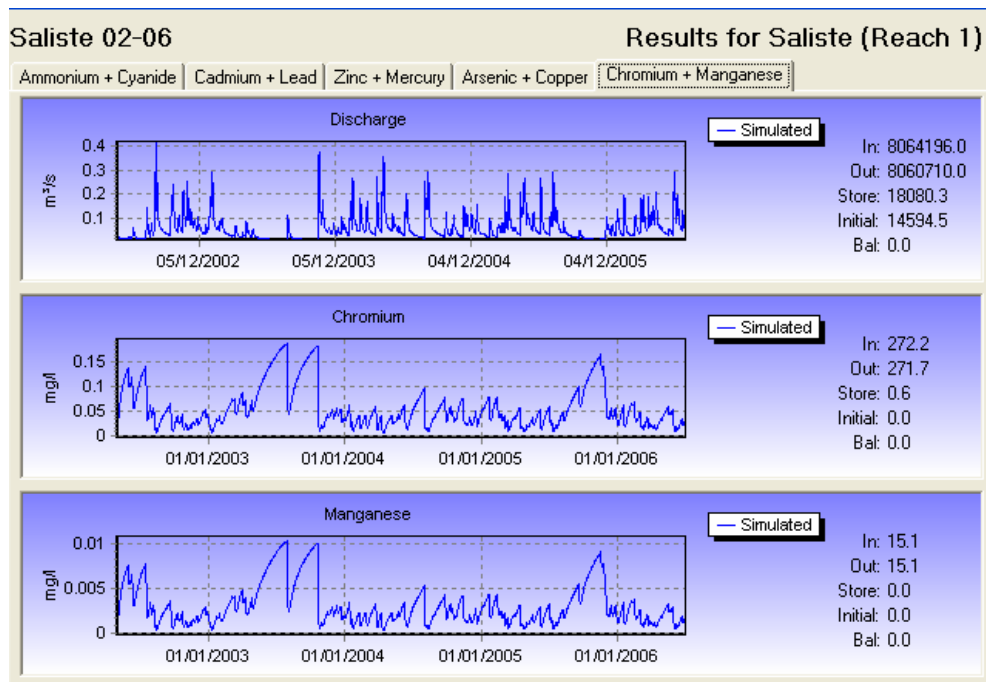 Saliste 02-06
Results for Saliste (Reach 1)
Ammonium + Cyanide
Cadmium + Lead
Zinc + Mercury
Arsenic + Copper
Chromium + Manganese
Discharge
Simulated
m³/s
0.4
0.3
0.2
0.1
05/12/2002
05/12/2003
04/12/2004
04/12/2005
In: 8064196.0
Out: 8060710.0
Store: 18080.3
Initial: 14594.5
Bal: 0.0
Chromium
Simulated
mg/l
0.15
0.1
0.05
0
01/01/2003
01/01/2004
01/01/2005
01/01/2006
In: 272.2
Out: 271.7
Store: 0.6
Initial: 0.0
Bal: 0.0
Manganese
Simulated
mg/l
0.01
0.005
0
01/01/2003
01/01/2004
01/01/2005
01/01/2006
In: 15.1
Out: 15.1
Store: 0.0
Initial: 0.0
Bal: 0.0